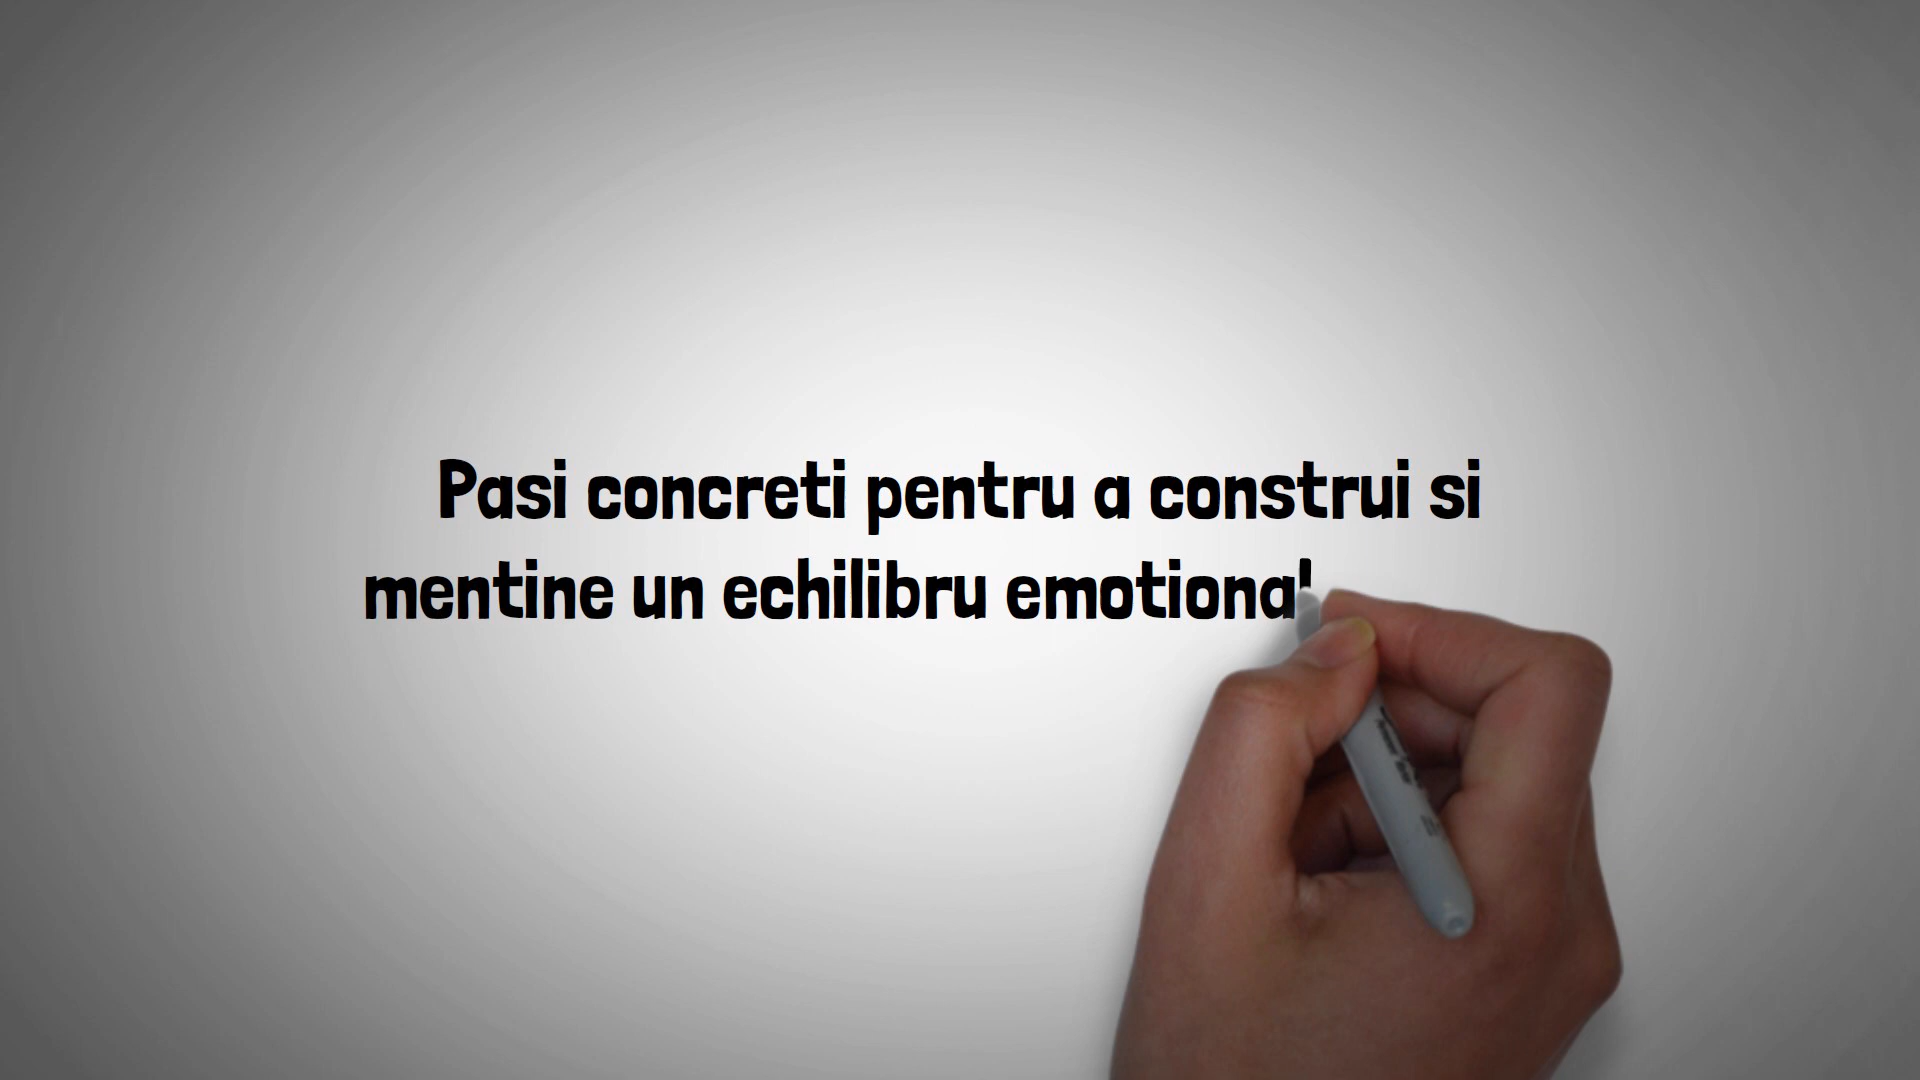 Pasi concreti pentru a construi si
mentine un echilibru emotional